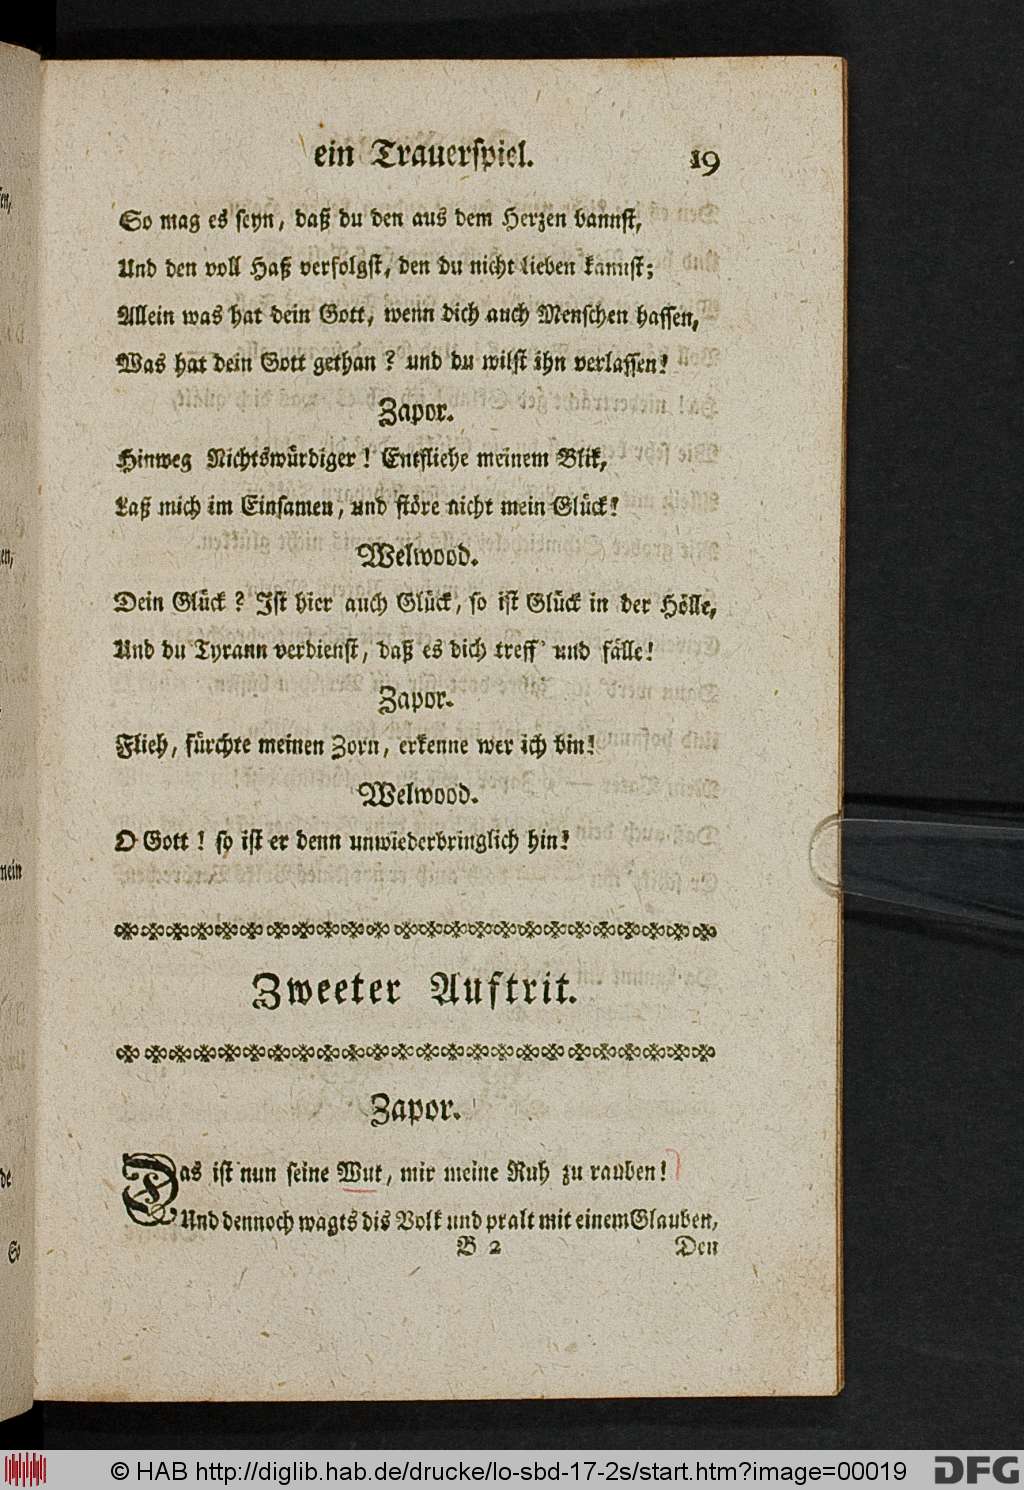 ein Trauerspiel. 19
So mag es seyn, daß du den aus dem Herzen bannst,
Und den voll Haß verfolgst, den du nicht lieben kannst;
Allein was hat dein Gott, wenn dich auch Menschen hassen,
Was hat dein Gott gethan? und du wilst ihn verlassen!
Zapor.
Hinweg Nichtswürdiger! Entfliehe meinem Blik,
Laß mich im Einsamen, und störe nicht mein Glück!
Welwood.
Dein Glück? Ist hier auch Glück, so ist Glück in der Hölle,
Und du Tyrann verdienst, daß es dich treff' und fälle!
Zapor.
Flieh, fürchte meinen Zorn, erkenne wer ich bin!
Welwood.
O Gott! so ist er denn unwiederbringlich hin!
Zweeter Auftrit.
Zapor.
Das ist nun seine Wut, mir meine Ruh zu rauben!
Und dennoch wagts dis Volk und pralt mit einem Glauben,
B 2 Den
en,
mein
de
So
© HAB http://diglib.hab.de/drucke/lo-sbd-17-2s/start.htm?image=00019
DFG